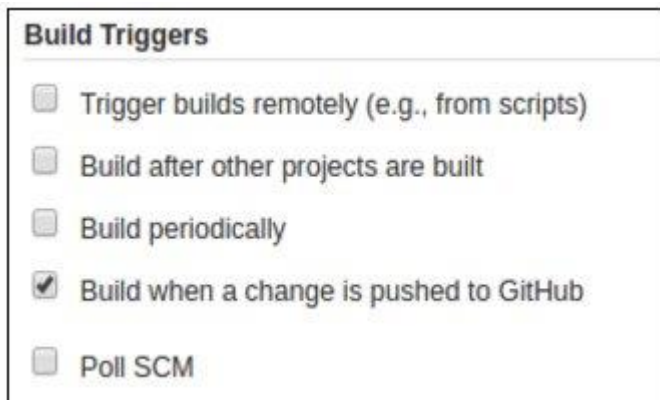 Build Triggers
Trigger builds remotely (e.g., from scripts)
Build after other projects are built
Build periodically
Build when a change is pushed to GitHub
Poll SCM